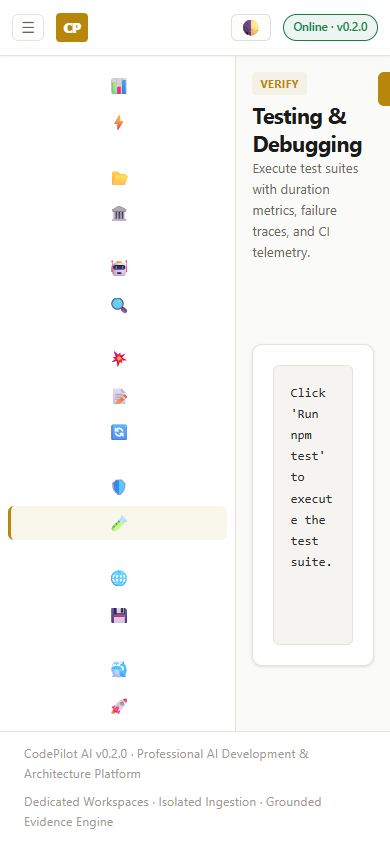 CP
Online · v0.2.0
VERIFY
Testing &
Debugging
Execute test suites
with duration
metrics, failure
traces, and CI
telemetry.
Click
'Run
npm
test'
to
execut
e the
test
suite.
CodePilot AI v0.2.0 · Professional AI Development &
Architecture Platform
Dedicated Workspaces · Isolated Ingestion · Grounded
Evidence Engine